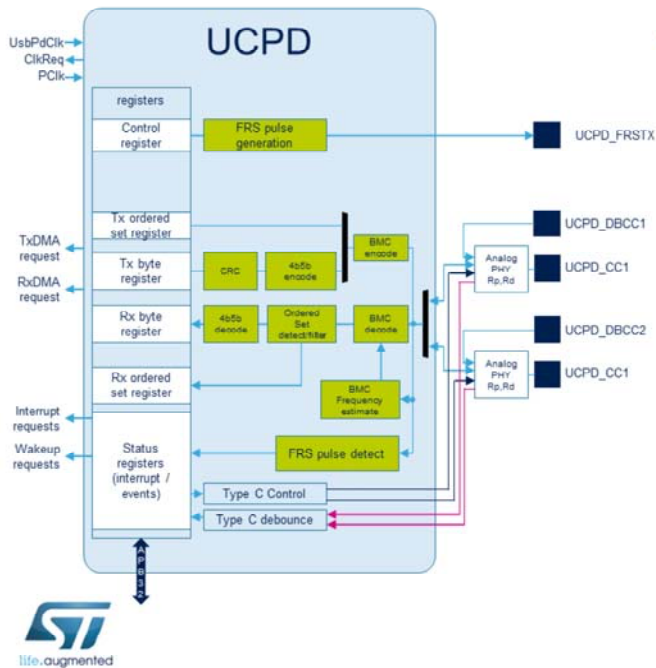 UCPD
UsbPdClk
ClkReq
PClk
registers
Control
register
FRS pulse
generation
UCPD_FRSTX
Tx ordered
set register
TxDMA
request
Tx byte
register
CRC
4b5b
encode
BMC
encode
UCPD_DBCC1
Analog
PHY
Rp,Rd
UCPD_CC1
RxDMA
request
Rx byte
register
4b5b
decode
Ordered
Set
detect/filter
BMC
decode
UCPD_DBCC2
Analog
PHY
Rp,Rd
UCPD_CC1
Rx ordered
set register
BMC
Frequency
estimate
Interrupt
requests
Wakeup
requests
Status
registers
(interrupt /
events)
FRS pulse detect
Type C Control
Type C debounce
APB32
ST
life.augmented